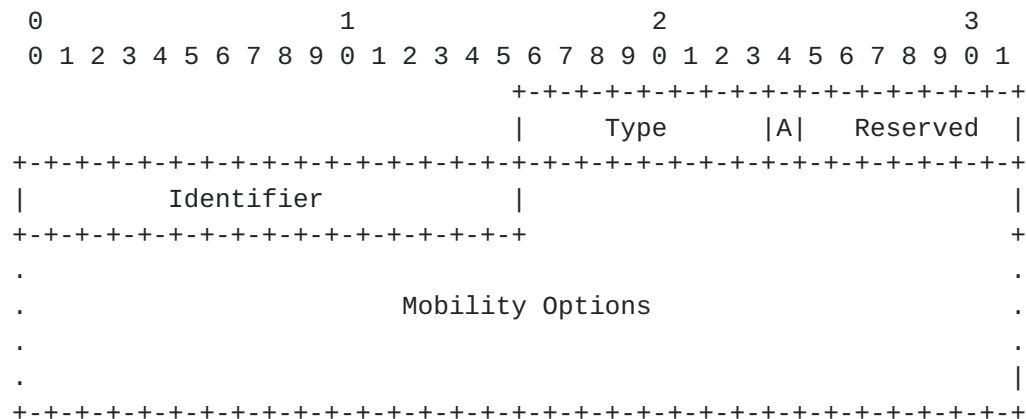 0                   1                   2                   3
 0 1 2 3 4 5 6 7 8 9 0 1 2 3 4 5 6 7 8 9 0 1 2 3 4 5 6 7 8 9 0 1
                                +-+-+-+-+-+-+-+-+-+-+-+-+-+-+-+-+
                                |     Type      |A|   Reserved  |
+-+-+-+-+-+-+-+-+-+-+-+-+-+-+-+-+-+-+-+-+-+-+-+-+-+-+-+-+-+-+-+-+
|         Identifier            |                               |
+-+-+-+-+-+-+-+-+-+-+-+-+-+-+-+-+                               +
.                                                               .
.                        Mobility Options                       .
.                                                               .
.                                                               |
+-+-+-+-+-+-+-+-+-+-+-+-+-+-+-+-+-+-+-+-+-+-+-+-+-+-+-+-+-+-+-+-+